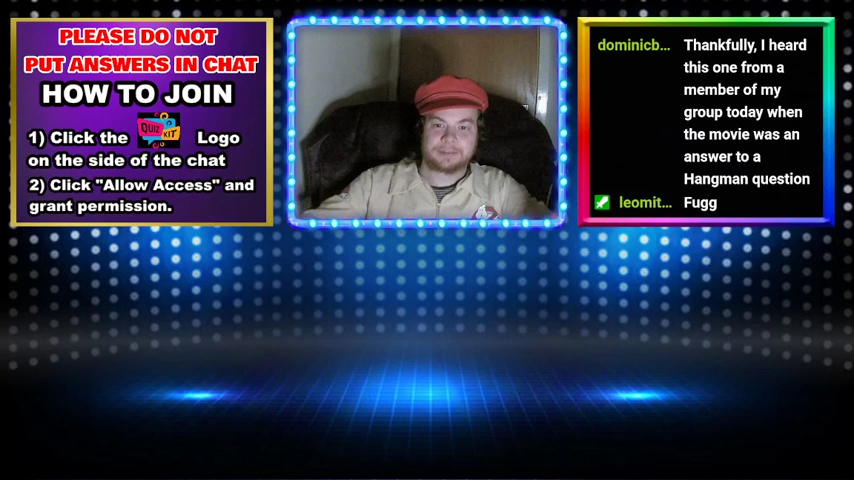 PLEASE DO NOT
PUT ANSWERS IN CHAT
HOW TO JOIN
1) Click the QUIZ KIT Logo
on the side of the chat
2) Click "Allow Access" and
grant permission.
dominicb... Thankfully, I heard
this one from a
member of my
group today when
the movie was an
answer to a
Hangman question
leomit... Fugg